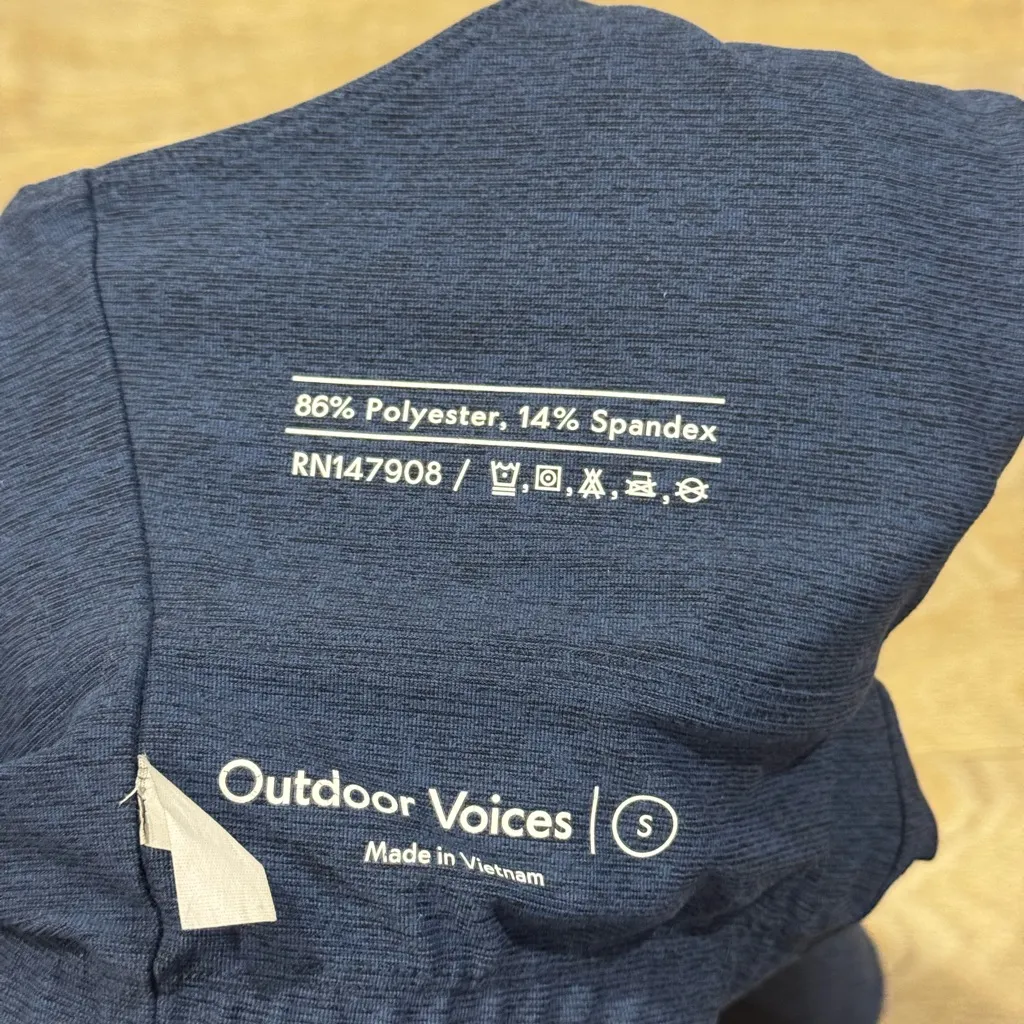 86% Polyester, 14% Spandex
RN147908 /
Outdoor Voices | S
Made in Vietnam